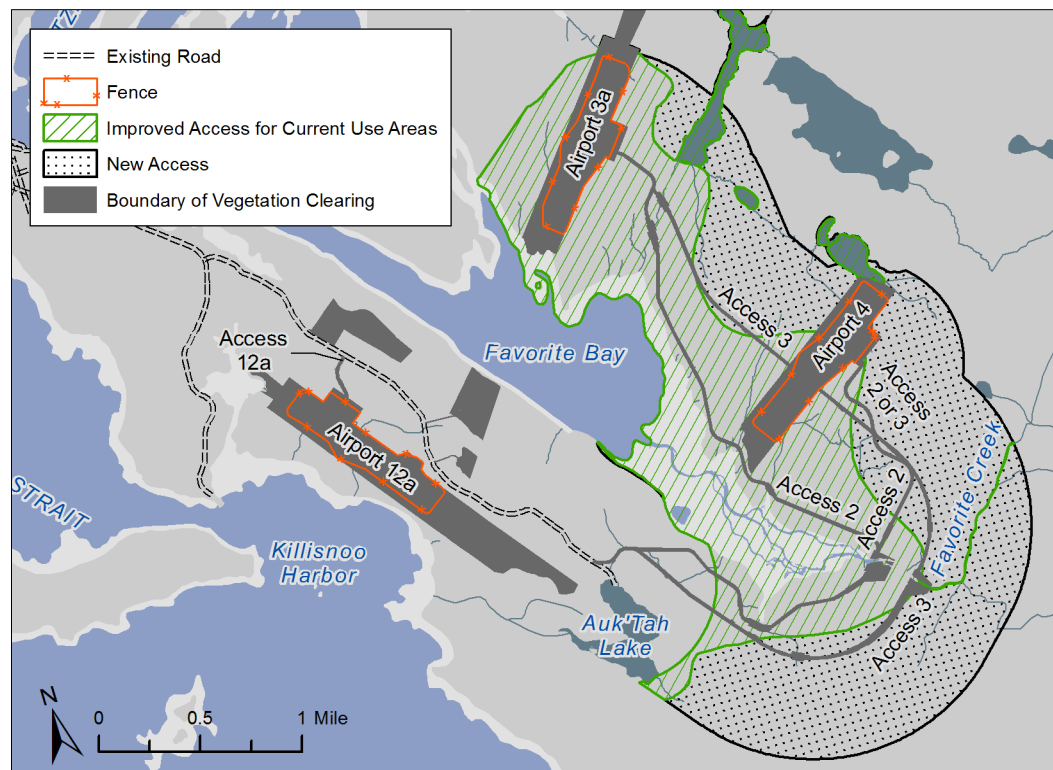 TZ
Existing Road
Fence
Improved Access for Current Use Areas
New Access
Boundary of Vegetation Clearing
Airport 3a
Access 3
Airport 4
Favorite Bay
Access
12a
Access
2 or 3
Airport 12a
Favorite Creek
STRAIT
Access 2
Access 2
Killisnoo
Harbor
Auk'Tah
Lake
Access 3
N
0
0.5
1 Mile